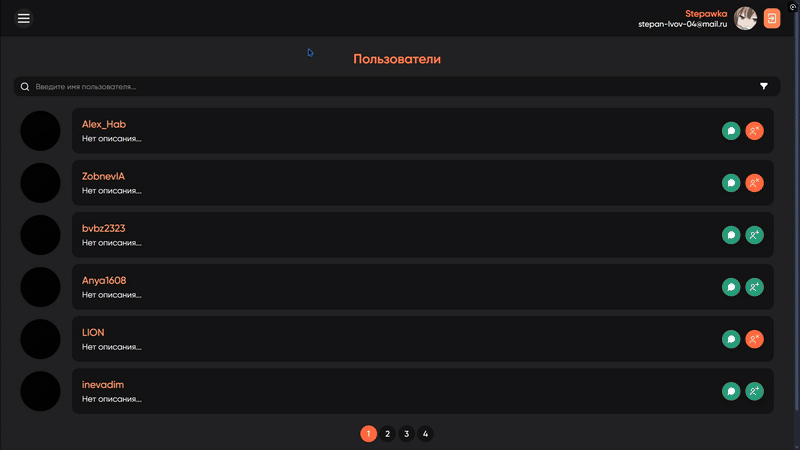 Stepawka
stepan-lvov-04@mail.ru
Пользователи
Введите имя пользователя...
Alex_Hab
Нет описания...
ZobnevIA
Нет описания...
bvbz2323
Нет описания...
Anya1608
Нет описания...
LION
Нет описания...
inevadim
Нет описания...
1 2 3 4